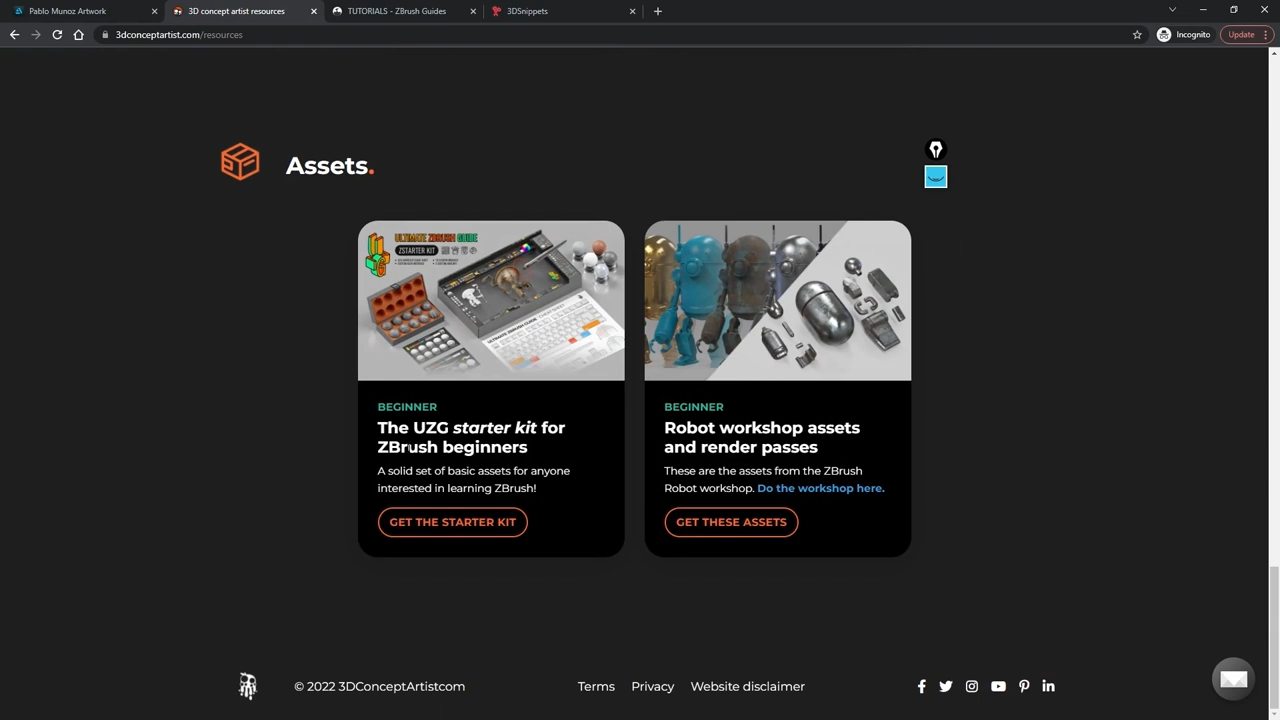 Pablo Munoz Artwork
3D concept artist resources
TUTORIALS - ZBrush Guides
3DSnippets
3dconceptartist.com/resources
Incognito
Update
Assets.
ULTIMATE ZBRUSH GUIDE
ZSTARTER KIT
ULTIMATE ZBRUSH GUIDE
BEGINNER
The UZG starter kit for
ZBrush beginners
A solid set of basic assets for anyone
interested in learning ZBrush!
GET THE STARTER KIT
BEGINNER
Robot workshop assets
and render passes
These are the assets from the ZBrush
Robot workshop. Do the workshop here.
GET THESE ASSETS
© 2022 3DConceptArtistcom
Terms
Privacy
Website disclaimer